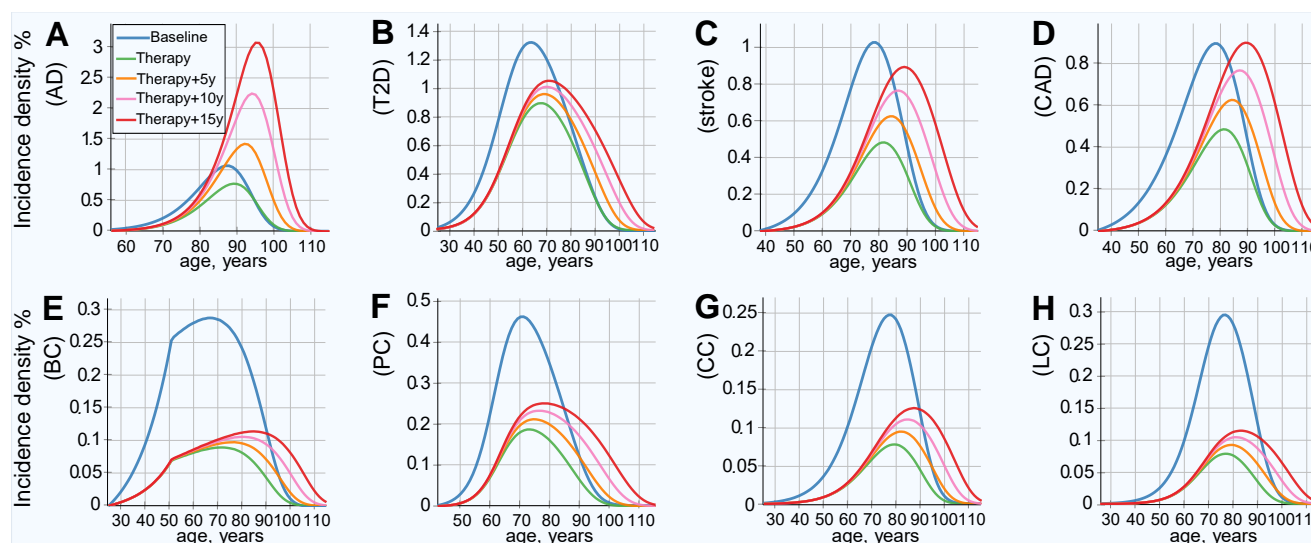 A
Incidence density %
(AD)
3
2.5
2
1.5
1
0.5
0
Baseline
Therapy
Therapy+5y
Therapy+10y
Therapy+15y
60 70 80 90 100 110
age, years
B
(T2D)
1.4
1.2
1
0.8
0.6
0.4
0.2
0
30 40 50 60 70 80 90 100 110
age, years
C
(stroke)
1
0.8
0.6
0.4
0.2
0
40 50 60 70 80 90 100 110
age, years
D
(CAD)
0.8
0.6
0.4
0.2
0
40 50 60 70 80 90 100 11
age, years
E
Incidence density %
(BC)
0.3
0.25
0.2
0.15
0.1
0.05
0
30 40 50 60 70 80 90 100 110
age, years
F
(PC)
0.5
0.4
0.3
0.2
0.1
0
50 60 70 80 90 100 110
age, years
G
(CC)
0.25
0.2
0.15
0.1
0.05
0
30 40 50 60 70 80 90 100 110
age, years
H
(LC)
0.3
0.25
0.2
0.15
0.1
0.05
0
30 40 50 60 70 80 90 100 11
age, years